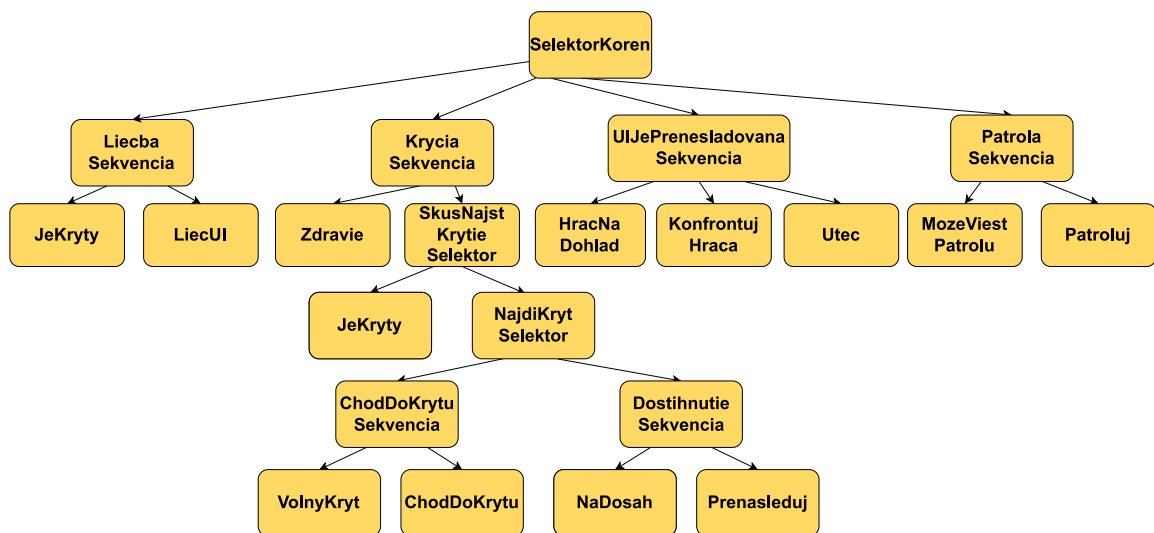 SelektorKoren
Liecba
Sekvencia
Krycia
Sekvencia
UIJePrenesladovana
Sekvencia
Patrola
Sekvencia
JeKryty
LiecUI
Zdravie
SkusNajst
Krytie
Selektor
HracNa
Dohlad
Konfrontuj
Hraca
Utec
MozeViest
Patrolu
Patroluj
JeKryty
NajdiKryt
Selektor
ChodDoKrytu
Sekvencia
Dostihnutie
Sekvencia
VolnyKryt
ChodDoKrytu
NaDosah
Prenasleduj